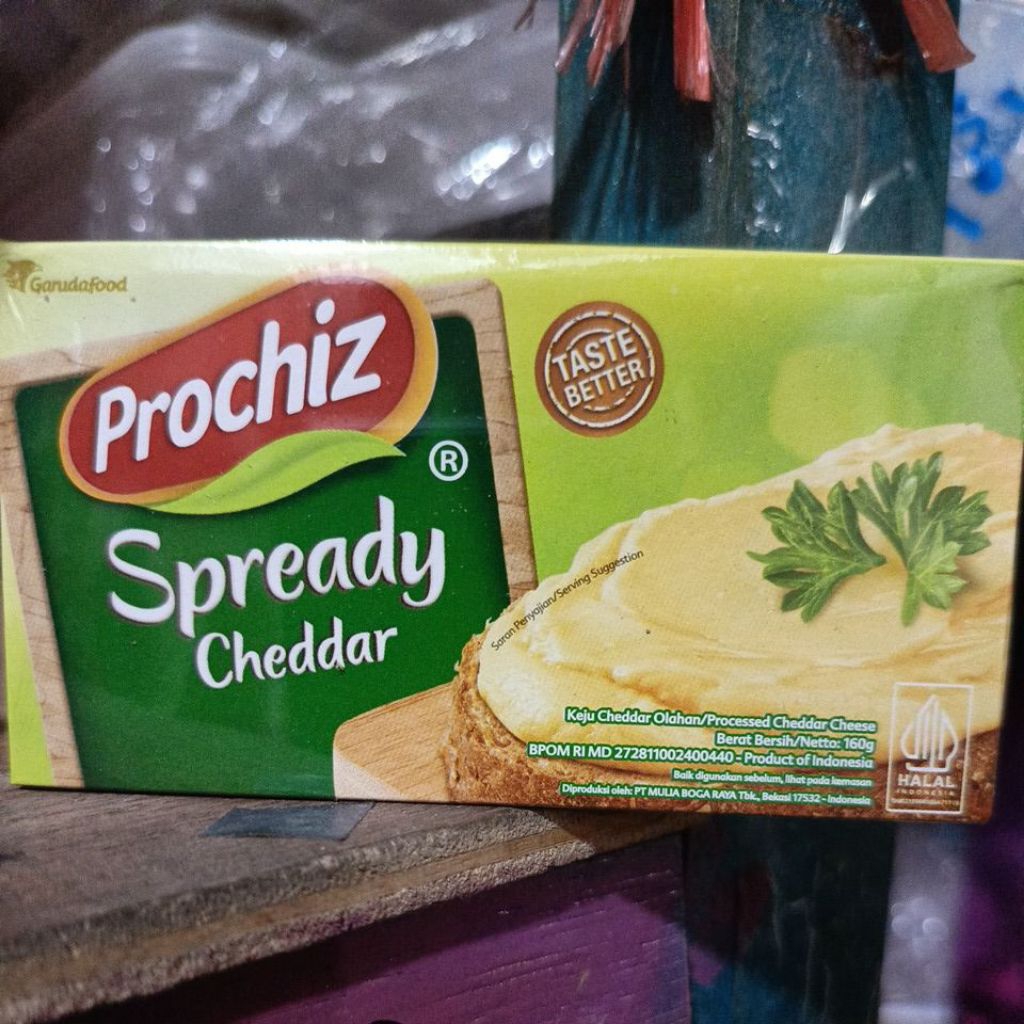 Garudafood
Prochiz
®
Spready
Cheddar
TASTE
BETTER
Saran Penyajian/Serving Suggestion
Keju Cheddar Olahan/Processed Cheddar Cheese
Berat Bersih/Netto: 160g
BPOM RI MD 272811002400440 - Product of Indonesia
Baik digunakan sebelum, lihat pada kemasan
Diproduksi oleh: PT MULIA BOGA RAYA Tbk., Bekasi 17532 - Indonesia
HALAL
INDONESIA